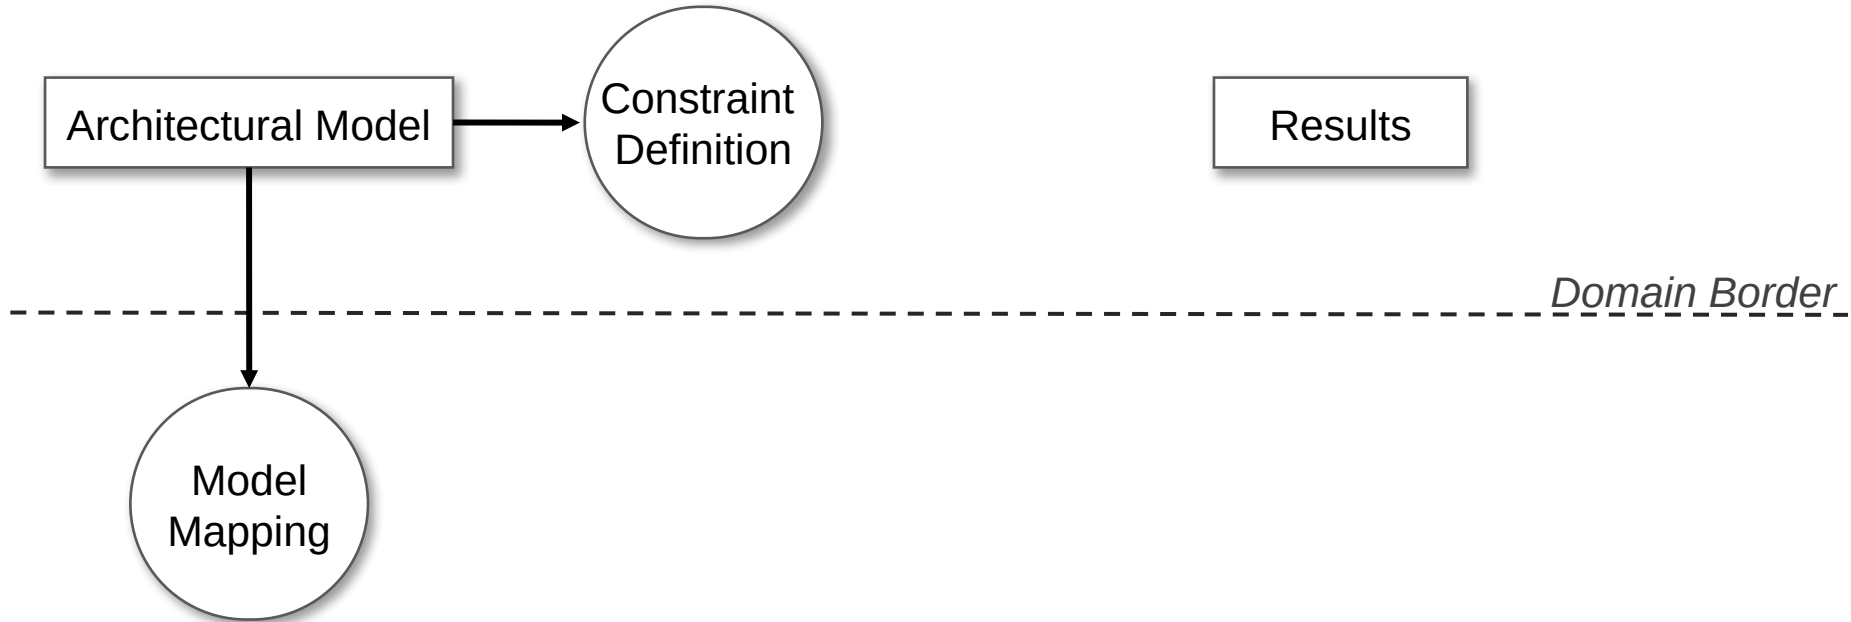 Architectural Model
Constraint
Definition
Results
Domain Border
Model
Mapping